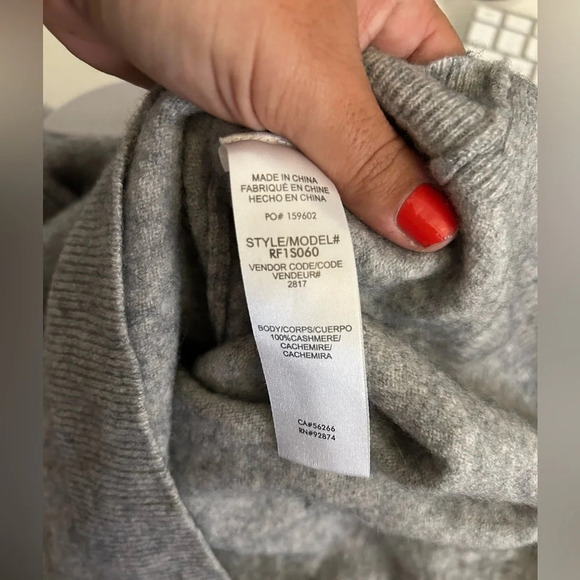 MADE IN CHINA
FABRIQUÉ EN CHINE
HECHO EN CHINA
PO# 159602
STYLE/MODEL#
RF1S060
VENDOR CODE/CODE
VENDEUR#
2817
BODY/CORPS/CUERPO
100%CASHMERE/
CACHEMIRE/
CACHEMIRA
CA#56266
RN#92874